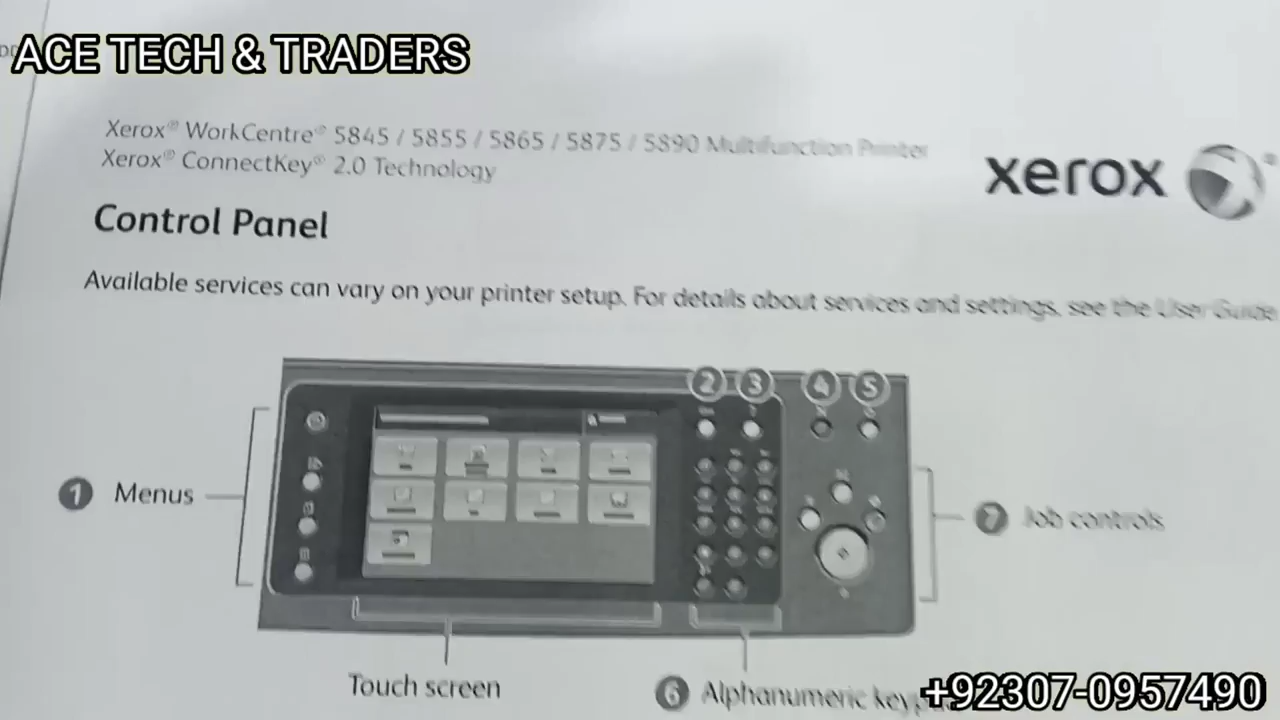 ACE TECH & TRADERS
Xerox® WorkCentre® 5845 / 5855 / 5865 / 5875 / 5890 Multifunction Printer
Xerox® ConnectKey® 2.0 Technology
xerox
Control Panel
Available services can vary on your printer setup. For details about services and settings, see the User Guide
2 3 4 5
1 Menus
7 Job controls
Touch screen
6 Alphanumeric
+92307-0957490